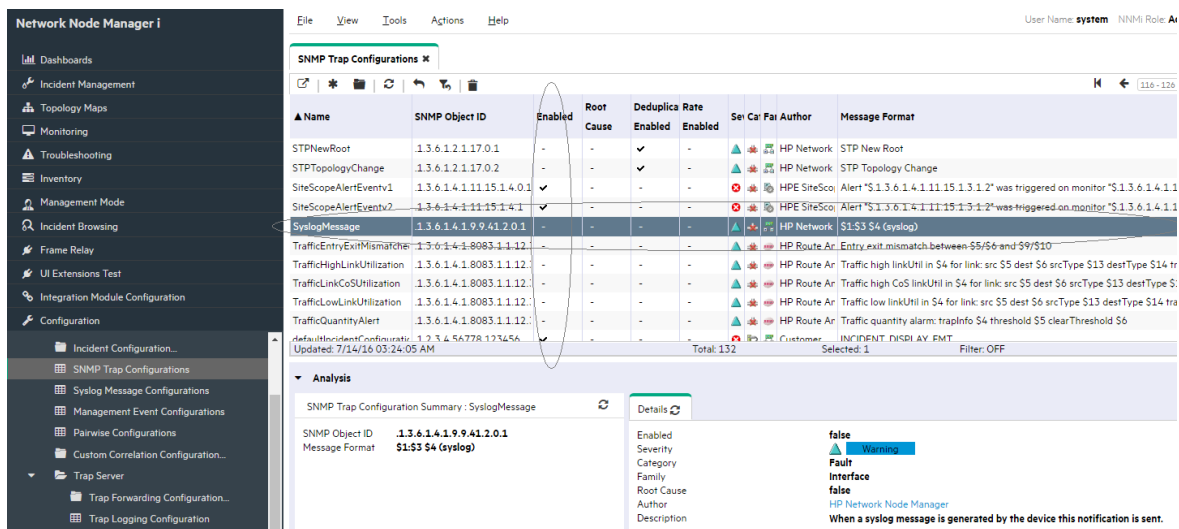 Network Node Manager i
File View Tools Actions Help
User Name: system NNMi Role:
Dashboards
Incident Management
Topology Maps
Monitoring
Troubleshooting
Inventory
Management Mode
Incident Browsing
Frame Relay
UI Extensions Test
Integration Module Configuration
Configuration
Incident Configuration...
SNMP Trap Configurations
Syslog Message Configurations
Management Event Configurations
Pairwise Configurations
Custom Correlation Configuration...
Trap Server
Trap Forwarding Configuration...
Trap Logging Configuration
SNMP Trap Configurations
116 - 126
Name SNMP Object ID Enabled Root Cause Deduplica Enabled Rate Enabled Sev Cat Far Author Message Format
STPNewRoot .1.3.6.1.2.1.17.0.1 - - ✔ - HP Network STP New Root
STPTopologyChange .1.3.6.1.2.1.17.0.2 - - ✔ - HP Network STP Topology Change
SiteScopeAlertEventv1 .1.3.6.1.4.1.11.15.1.4.0.1 ✔ - - - HPE SiteSco Alert "$.1.3.6.1.4.1.11.15.1.3.1.2" was triggered on monitor "$.1.3.6.1.4.1.1
SiteScopeAlertEventv2 .1.3.6.1.4.1.11.15.1.4.1 ✔ - - - HPE SiteSco Alert "$.1.3.6.1.4.1.11.15.1.3.1.2" was triggered on monitor "$.1.3.6.1.4.1.1
SyslogMessage .1.3.6.1.4.1.9.9.41.2.0.1 - - - - HP Network $1:$3 $4 (syslog)
TrafficEntryExitMismatche .1.3.6.1.4.1.8083.1.1.12. - - - - HP Route Ar Entry exit mismatch between $5/$6 and $9/$10
TrafficHighLinkUtilization .1.3.6.1.4.1.8083.1.1.12. - - - - HP Route Ar Traffic high linkUtil in $4 for link: src $5 dest $6 srcType $13 destType $14 tr
TrafficLinkCoSUtilization .1.3.6.1.4.1.8083.1.1.12. - - - - HP Route Ar Traffic high CoS linkUtil in $4 for link: src $5 dest $6 srcType $13 destType $
TrafficLowLinkUtilization .1.3.6.1.4.1.8083.1.1.12. - - - - HP Route Ar Traffic low linkUtil in $4 for link: src $5 dest $6 srcType $13 destType $14 tra
TrafficQuantityAlert .1.3.6.1.4.1.8083.1.1.12. - - - - HP Route Ar Traffic quantity alarm: trapInfo $4 threshold $5 clearThreshold $6
defaultIncidentConfiguratic .1.2.3.4.56778.123456 ✔ - - - Customer INCIDENT_DISPLAY_FMT
Updated: 7/14/16 03:24:05 AM Total: 132 Selected: 1 Filter: OFF
Analysis
SNMP Trap Configuration Summary : SyslogMessage
SNMP Object ID .1.3.6.1.4.1.9.9.41.2.0.1
Message Format $1:$3 $4 (syslog)
Details
Enabled false
Severity Warning
Category Fault
Family Interface
Root Cause false
Author HP Network Node Manager
Description When a syslog message is generated by the device this notification is sent.